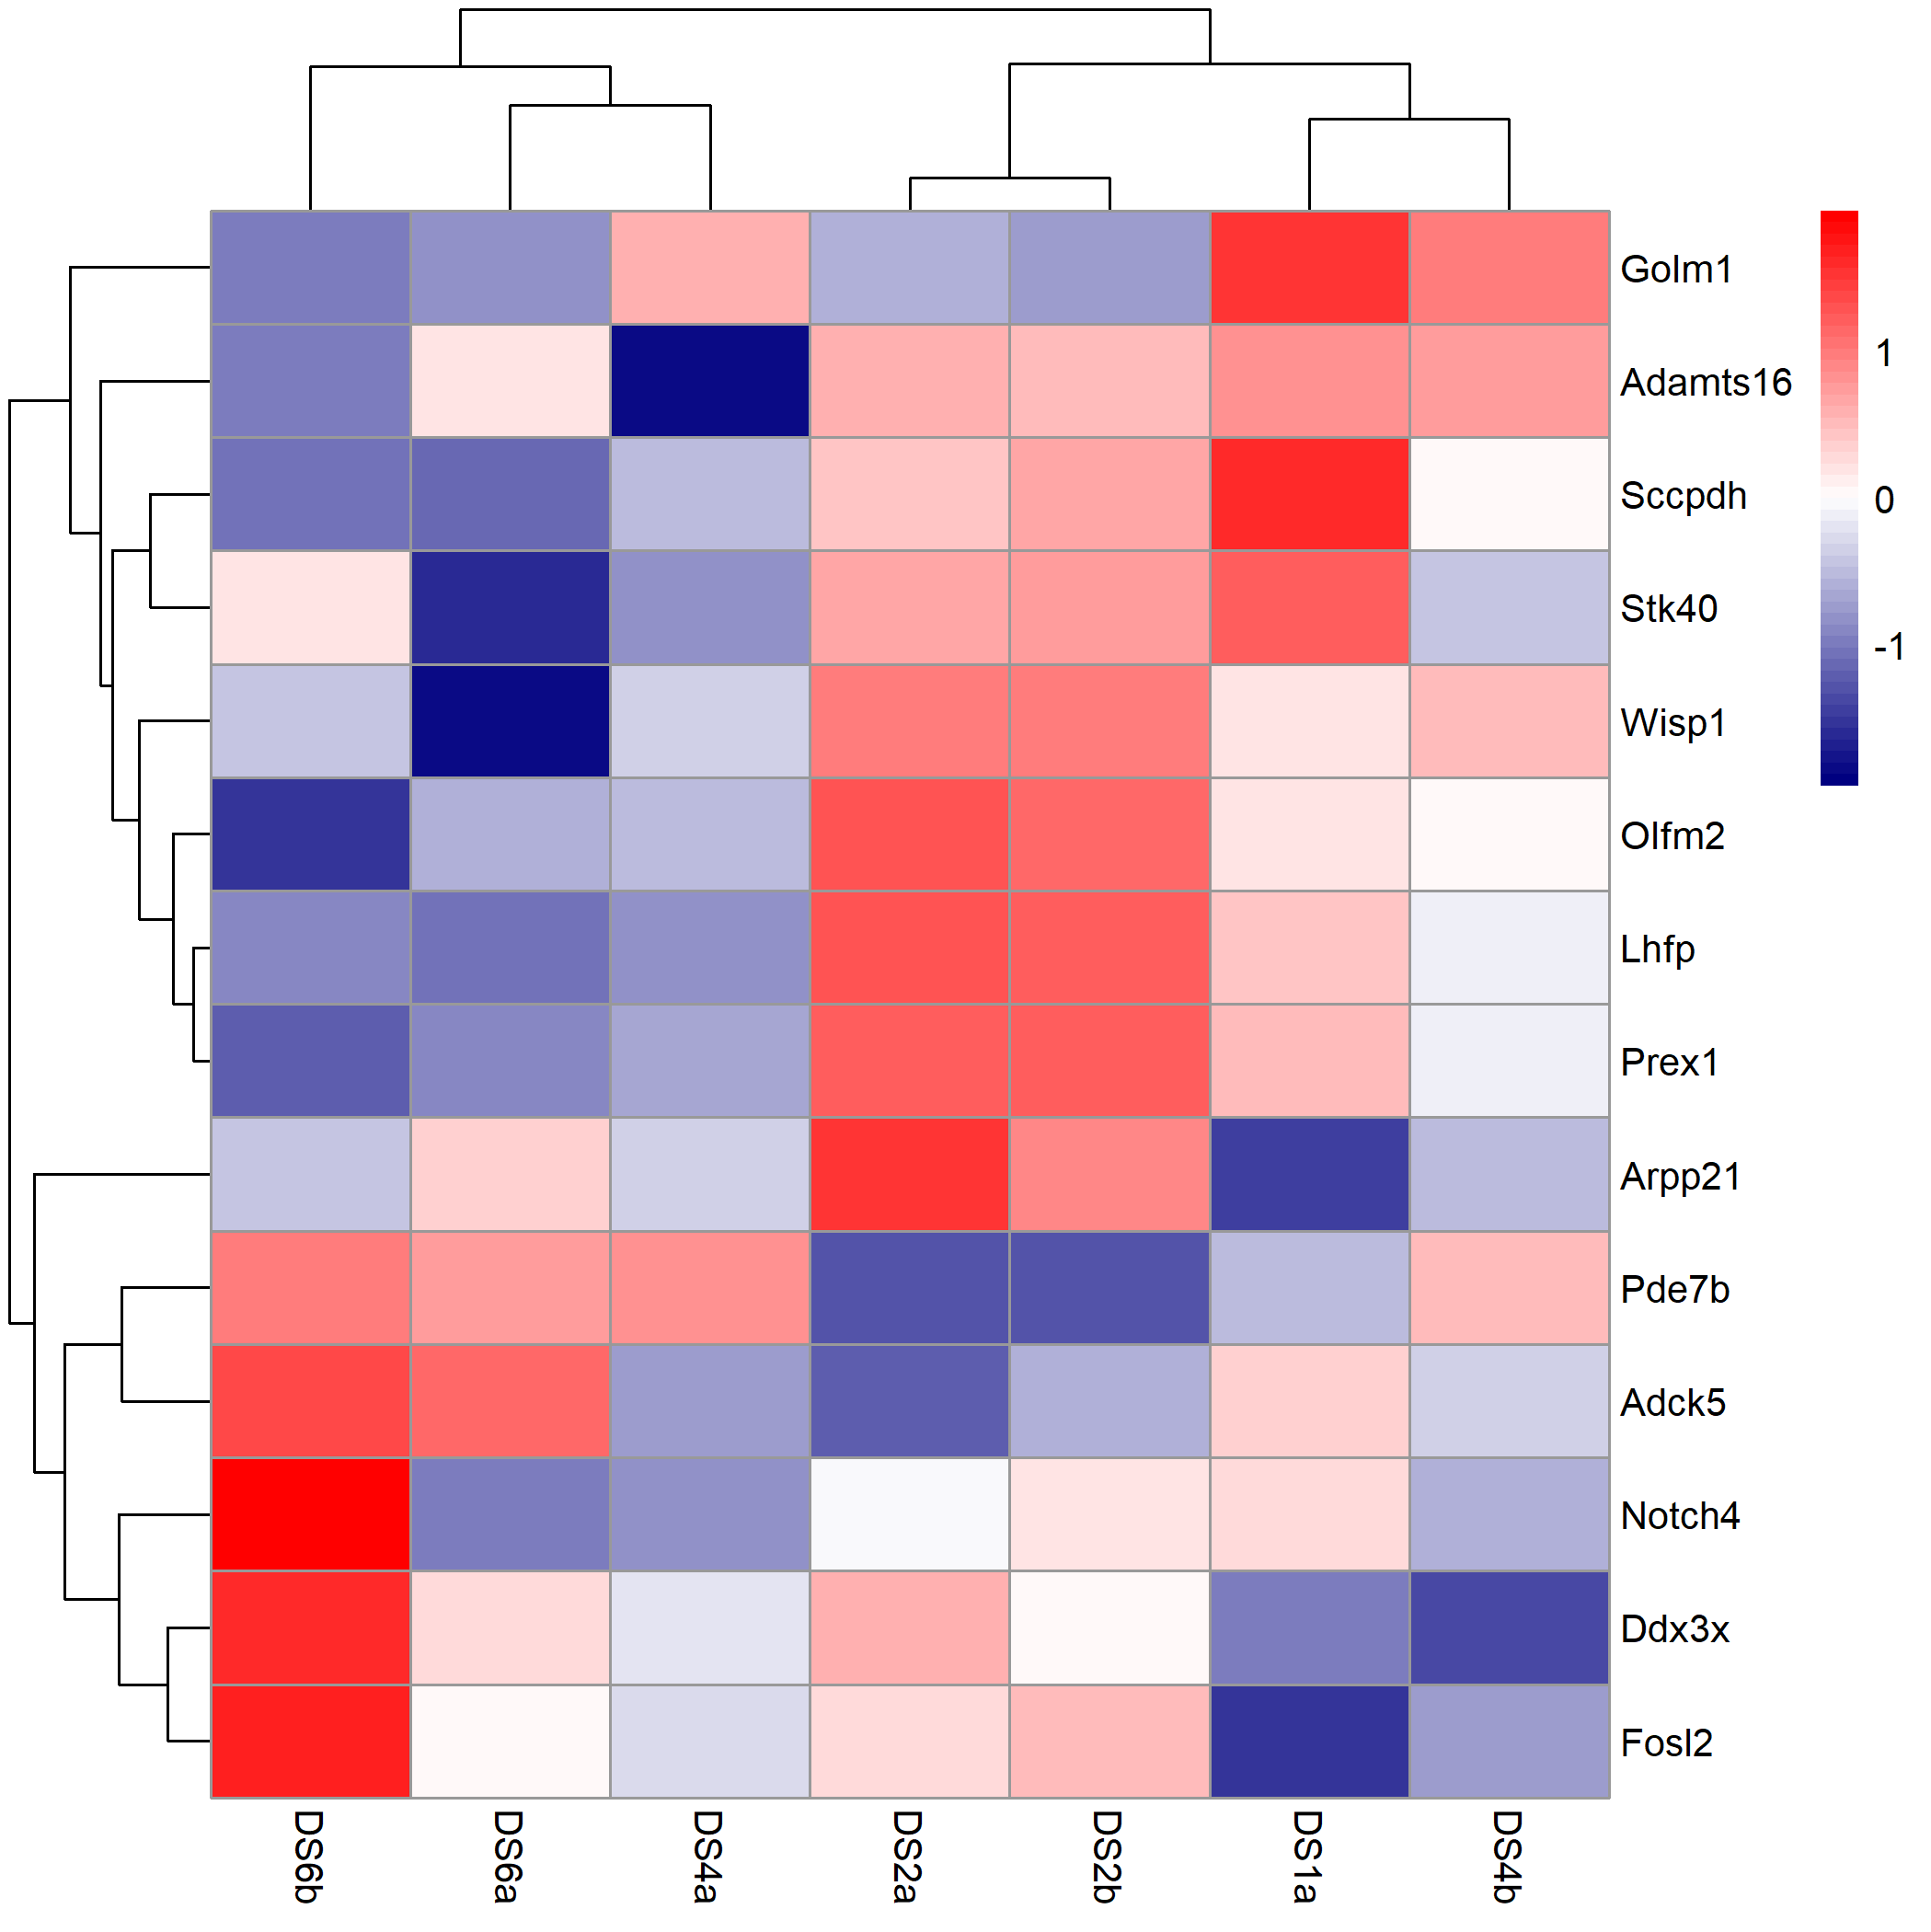 Golm1
Adamts16
Sccpdh
Stk40
Wisp1
Olfm2
Lhfp
Prex1
Arpp21
Pde7b
Adck5
Notch4
Ddx3x
Fosl2
1
0
-1
DS6b
DS6a
DS4a
DS2a
DS2b
DS1a
DS4b